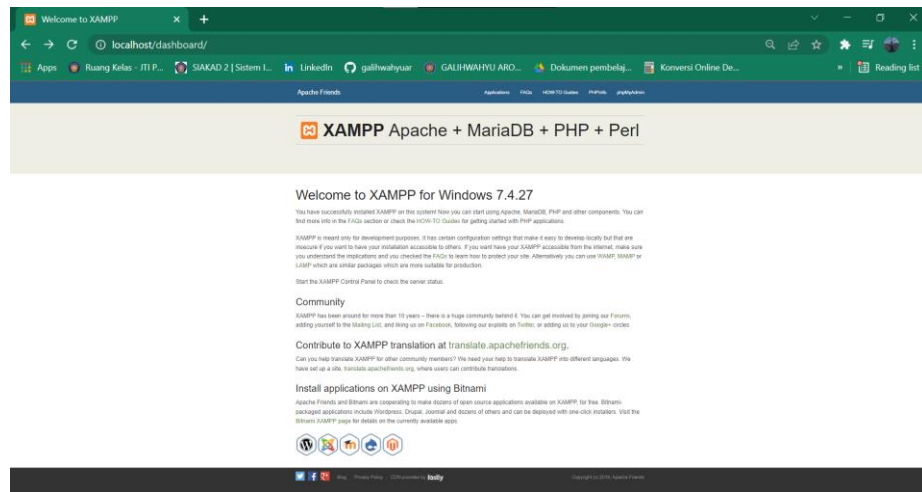 Welcome to XAMPP
localhost/dashboard/
Apps Ruang Kelas - JTI P... SIAKAD 2 | Sistem I... LinkedIn galihwahyuar GALIHWAHYU ARO... Dokumen pembelaj... Konversi Online De... Reading list
Apache Friends Applications FAQs HOW-TO Guides PHPInfo phpMyAdmin
XAMPP Apache + MariaDB + PHP + Perl
Welcome to XAMPP for Windows 7.4.27
You have successfully installed XAMPP on this system! Now you can start using Apache, MariaDB, PHP and other components. You can
find more info in the FAQs section or check the HOW-TO Guides for getting started with PHP applications.
XAMPP is meant only for development purposes. It has certain configuration settings that make it easy to develop locally but that are
insecure if you want to have your installation accessible to others. If you want have your XAMPP accessible from the internet, make sure
you understand the implications and you checked the FAQs to learn how to protect your site. Alternatively you can use WAMP, MAMP or
LAMP which are similar packages which are more suitable for production.
Start the XAMPP Control Panel to check the server status.
Community
XAMPP has been around for more than 10 years – there is a huge community behind it. You can get involved by joining our Forums,
adding yourself to the Mailing List, and liking us on Facebook, following our exploits on Twitter, or adding us to your Google+ circles.
Contribute to XAMPP translation at translate.apachefriends.org.
Can you help translate XAMPP for other community members? We need your help to translate XAMPP into different languages. We
have set up a site, translate.apachefriends.org, where users can contribute translations.
Install applications on XAMPP using Bitnami
Apache Friends and Bitnami are cooperating to make dozens of open source applications available on XAMPP, for free. Bitnami-
packaged applications include Wordpress, Drupal, Joomla! and dozens of others and can be deployed with one-click installers. Visit the
Bitnami XAMPP page for details on the currently available apps.
Blog Privacy Policy CDN provided by fastly Copyright (c) 2015, Apache Friends